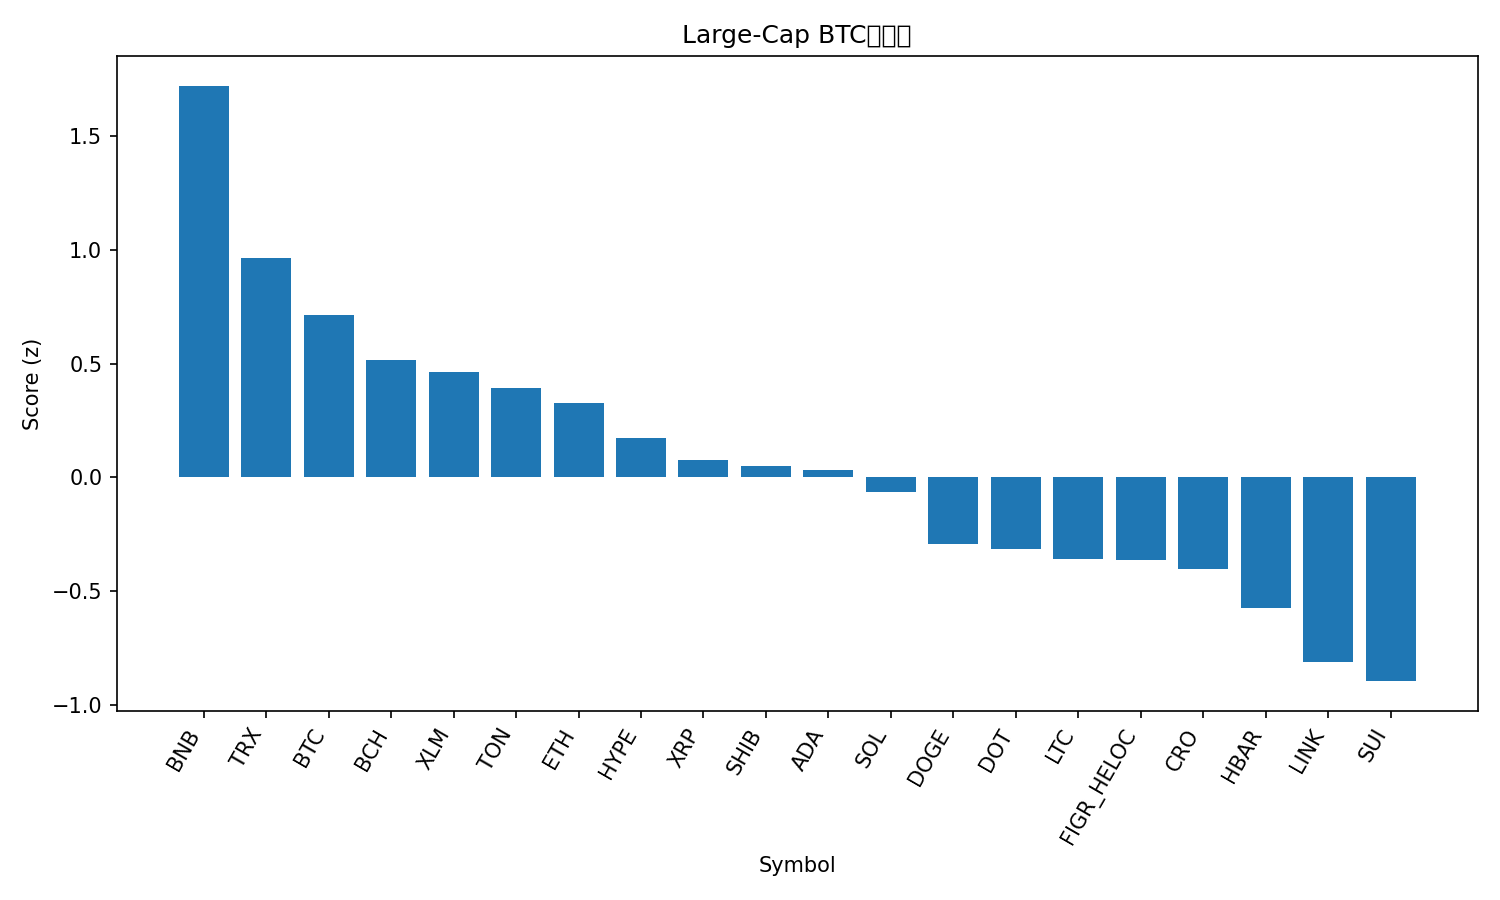 Large-Cap BTC
Score (z)
1.5
1.0
0.5
0.0
−0.5
−1.0
BNB
TRX
BTC
BCH
XLM
TON
ETH
HYPE
XRP
SHIB
ADA
SOL
DOGE
DOT
LTC
FIGR_HELOC
CRO
HBAR
LINK
SUI
Symbol